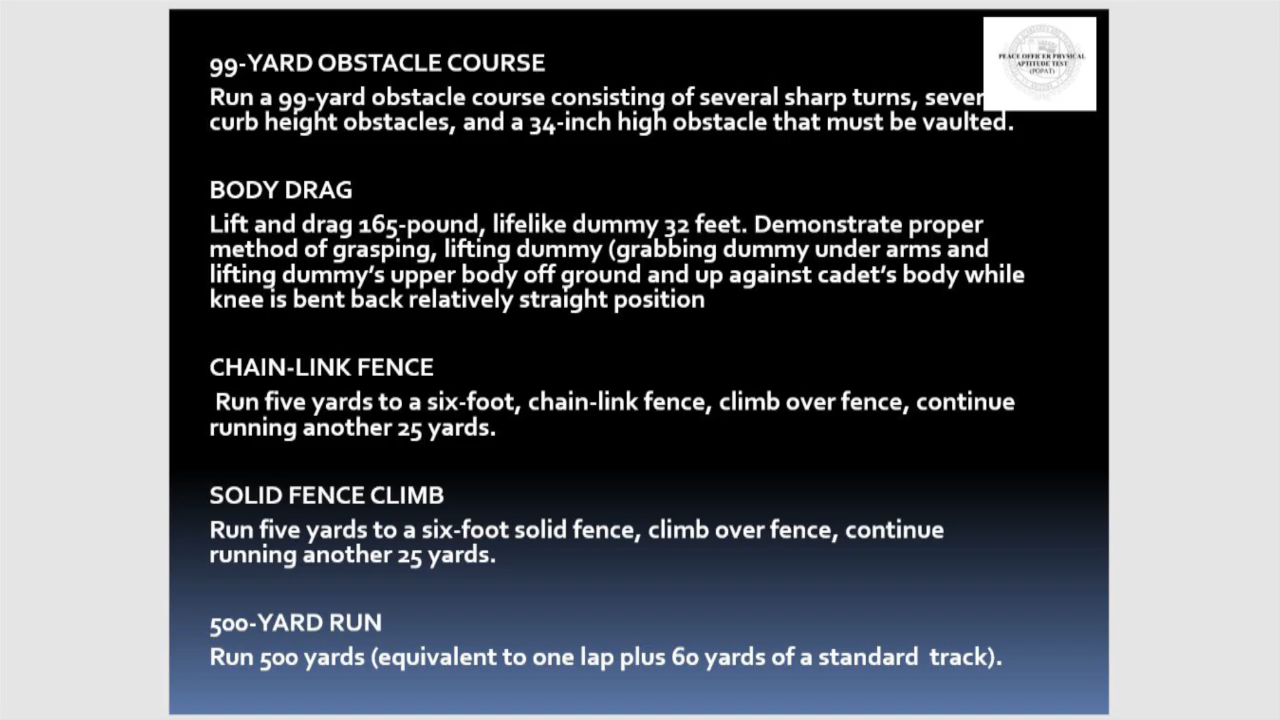 PEACE OFFICER PHYSICAL
APTITUDE TEST
(POPAT)
99-YARD OBSTACLE COURSE
Run a 99-yard obstacle course consisting of several sharp turns,
curb height obstacles, and a 34-inch high obstacle that must be vaulted.
BODY DRAG
Lift and drag 165-pound, lifelike dummy 32 feet. Demonstrate proper
method of grasping, lifting dummy (grabbing dummy under arms and
lifting dummy's upper body off ground and up against cadet's body while
knee is bent back relatively straight position
CHAIN-LINK FENCE
Run five yards to a six-foot, chain-link fence, climb over fence, continue
running another 25 yards.
SOLID FENCE CLIMB
Run five yards to a six-foot solid fence, climb over fence, continue
running another 25 yards.
500-YARD RUN
Run 500 yards (equivalent to one lap plus 60 yards of a standard track).